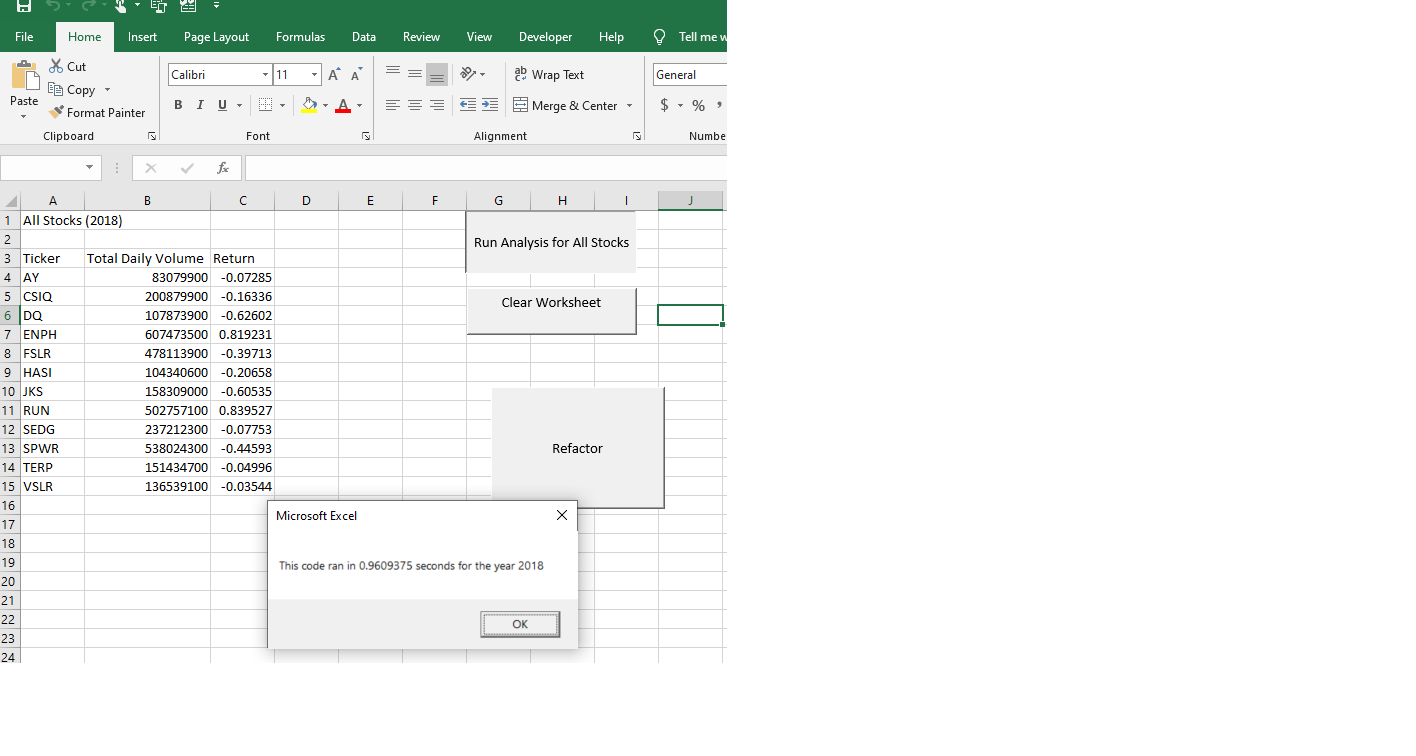 File Home Insert Page Layout Formulas Data Review View Developer Help Tell me
Cut
Copy
Format Painter
Paste
Clipboard
Calibri 11 A A
B I U A
Font
ab Wrap Text
Merge & Center
Alignment
General
$ % ,
Numbe
fx
A B C D E F G H I J
1 All Stocks (2018)
2
3 Ticker Total Daily Volume Return
4 AY 83079900 -0.07285
5 CSIQ 200879900 -0.16336
6 DQ 107873900 -0.62602
7 ENPH 607473500 0.819231
8 FSLR 478113900 -0.39713
9 HASI 104340600 -0.20658
10 JKS 158309000 -0.60535
11 RUN 502757100 0.839527
12 SEDG 237212300 -0.07753
13 SPWR 538024300 -0.44593
14 TERP 151434700 -0.04996
15 VSLR 136539100 -0.03544
16
17
18
19
20
21
22
23
24
Run Analysis for All Stocks
Clear Worksheet
Refactor
Microsoft Excel
This code ran in 0.9609375 seconds for the year 2018
OK